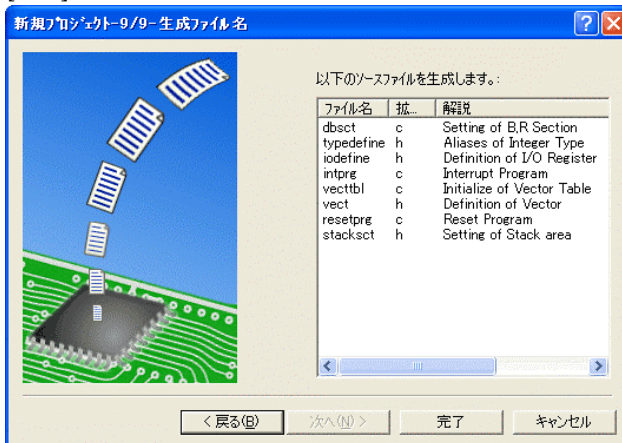 新規ﾌﾟﾛｼﾞｪｸﾄ-9/9-生成ﾌｧｲﾙ名
以下のｿｰｽﾌｧｲﾙを生成します。:
ﾌｧｲﾙ名 拡... 解説
dbsct c Setting of B,R Section
typedefine h Aliases of Integer Type
iodefine h Definition of I/O Register
intprg c Interrupt Program
vecttbl c Initialize of Vector Table
vect h Definition of Vector
resetprg c Reset Program
stacksct h Setting of Stack area
< 戻る(B) 次へ(N) > 完了 キャンセル